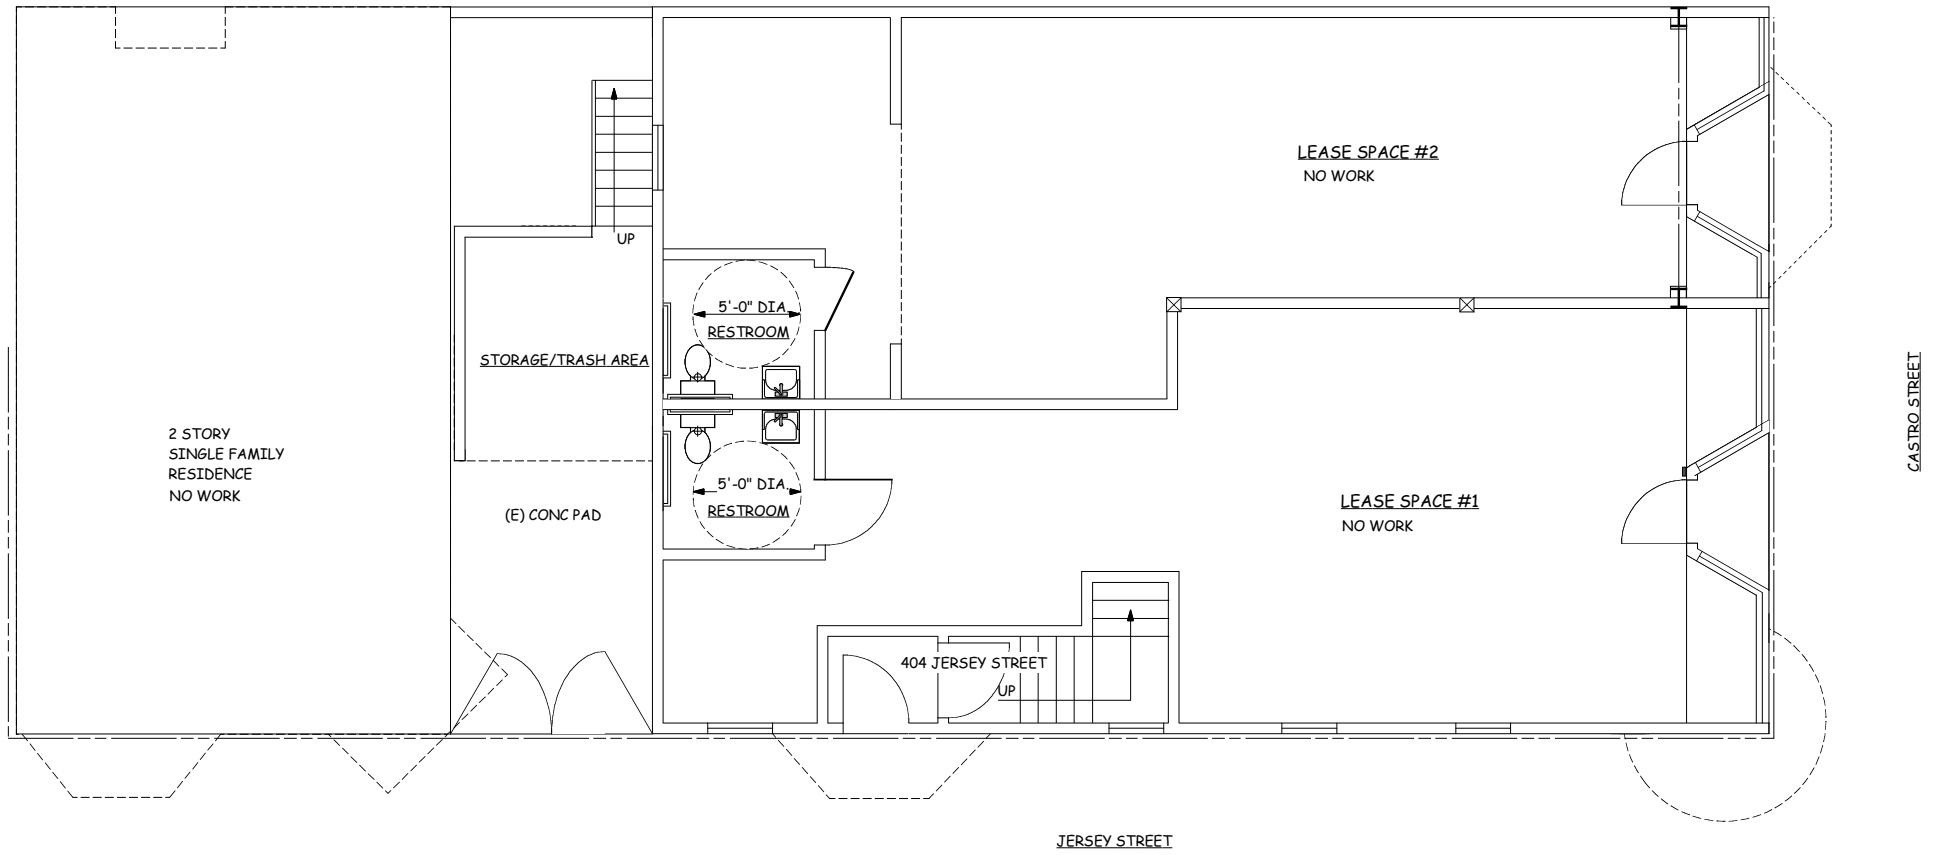 LEASE SPACE #2
NO WORK
UP
5'-0" DIA.
RESTROOM
STORAGE/TRASH AREA
CASTRO STREET
2 STORY
SINGLE FAMILY
RESIDENCE
NO WORK
5'-0" DIA.
RESTROOM
(E) CONC PAD
LEASE SPACE #1
NO WORK
404 JERSEY STREET
UP
JERSEY STREET